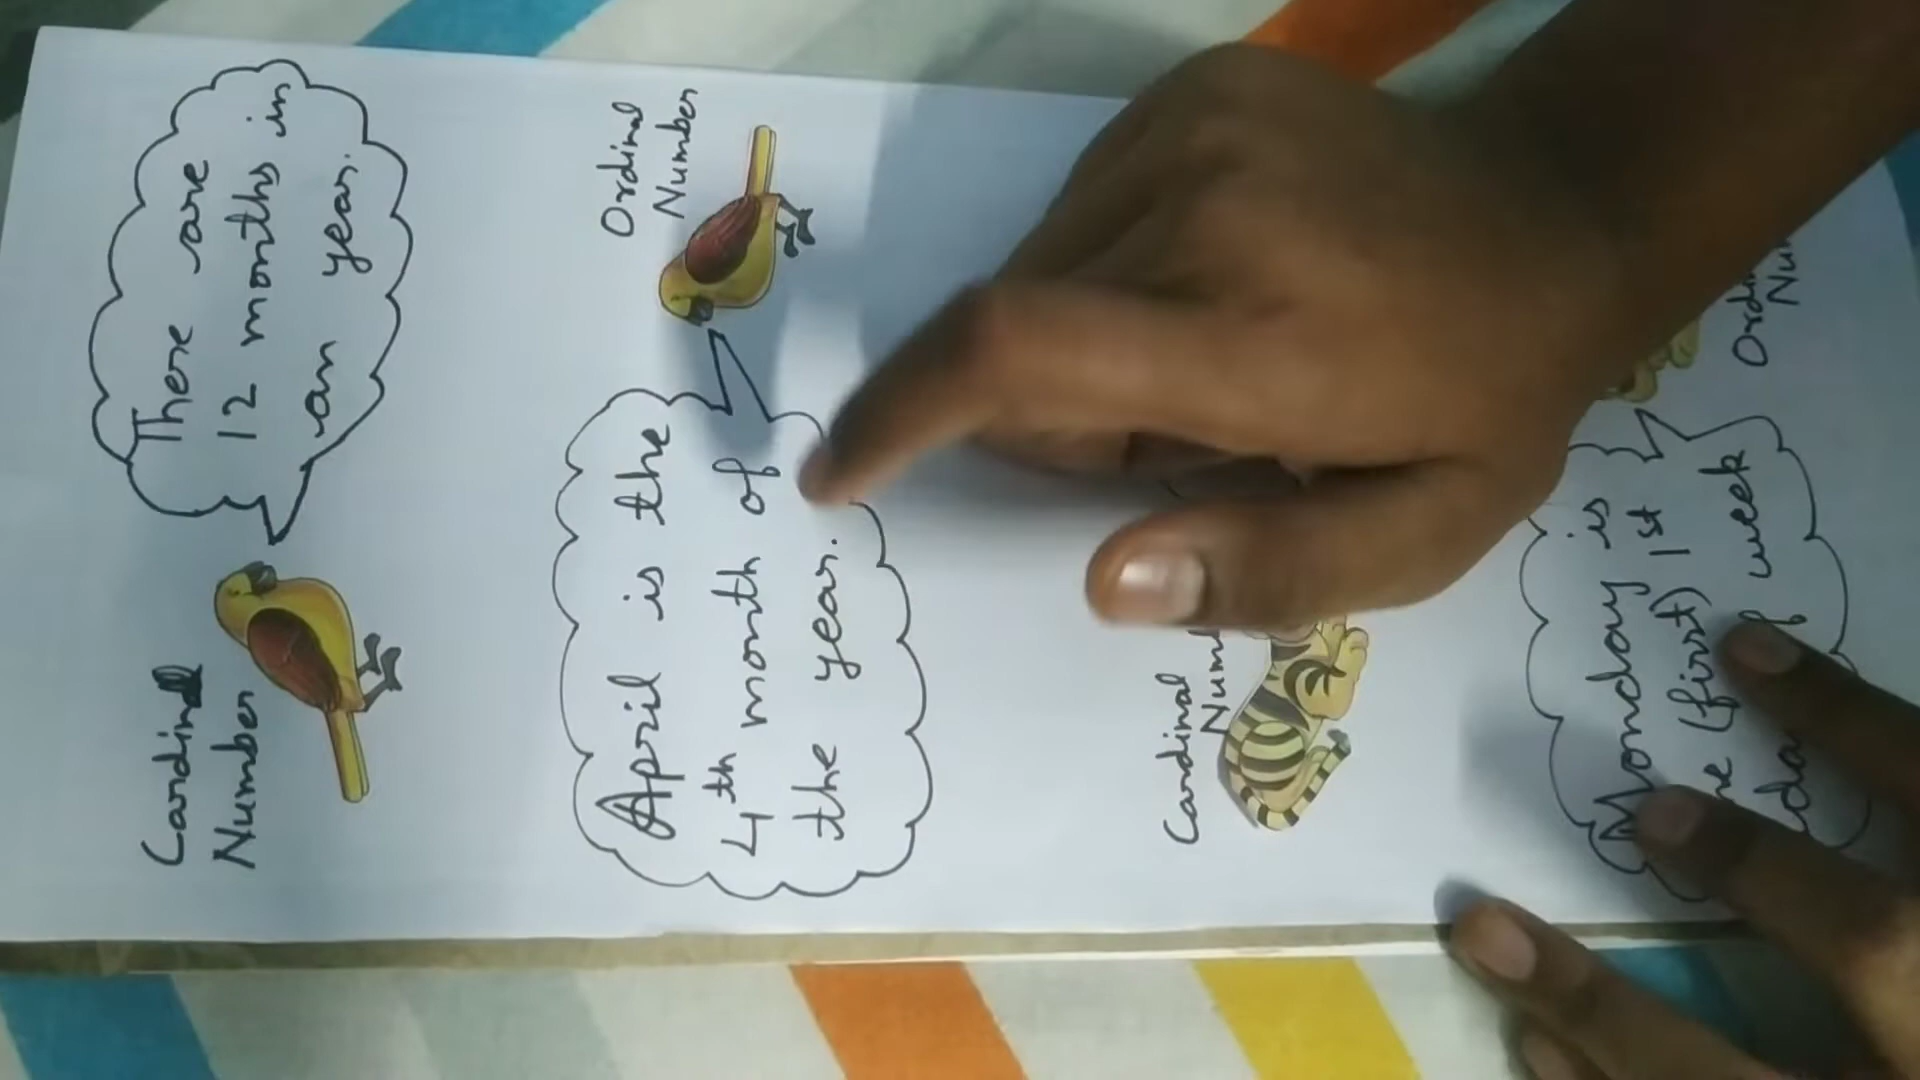 Cardinal
Number
There are
12 months in
an year.
Ordinal
Number
April is the
4th month of
the year.
Cardinal
Monday is
(first) 1st
week